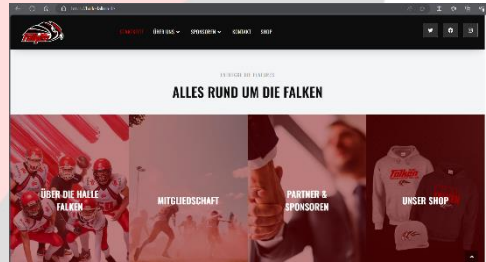 Falken
STARTSEITE ÜBER UNS SPONSOREN KONTAKT SHOP
ALLES RUND UM DIE FALKEN
ÜBER DIE HALLE
FALKEN
MITGLIEDSCHAFT
PARTNER &
SPONSOREN
UNSER SHOP